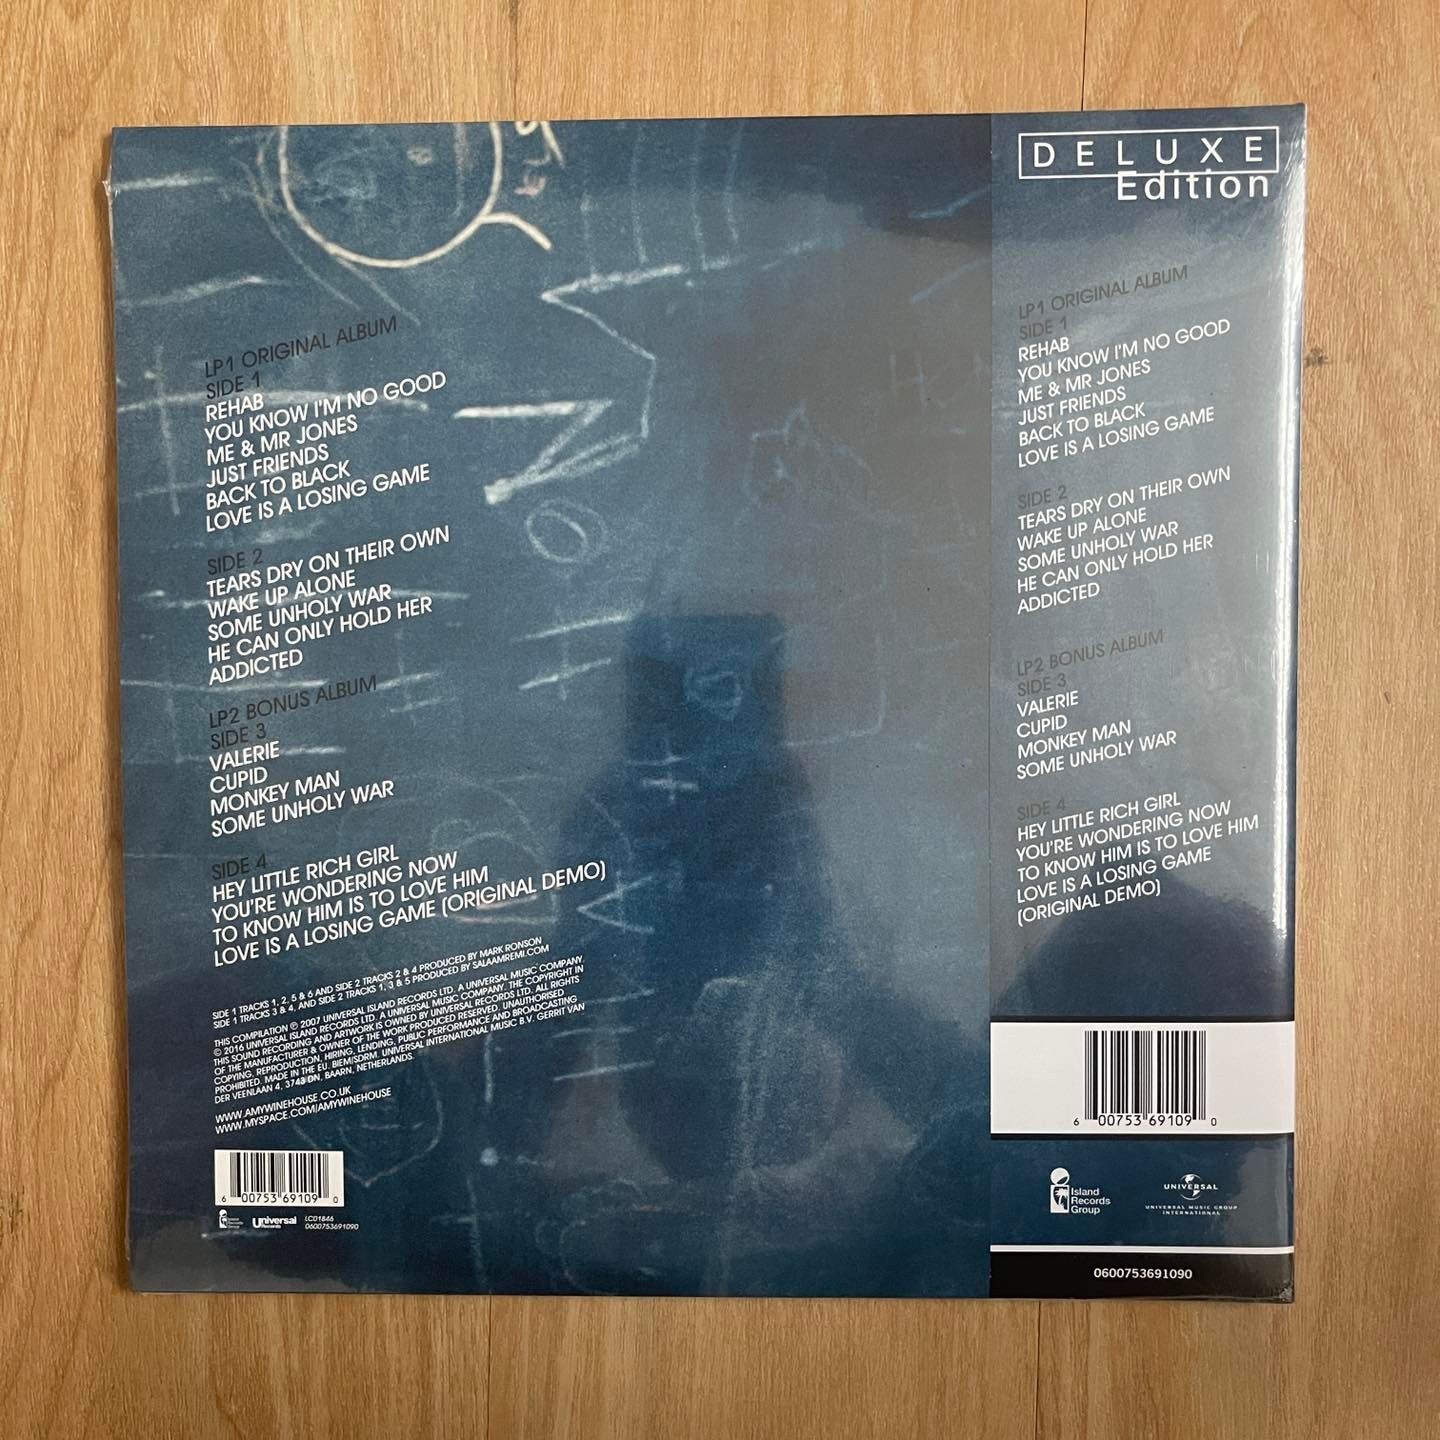 DELUXE
Edition
LP1 ORIGINAL ALBUM
SIDE 1
REHAB
YOU KNOW I'M NO GOOD
ME & MR JONES
JUST FRIENDS
BACK TO BLACK
LOVE IS A LOSING GAME
SIDE 2
TEARS DRY ON THEIR OWN
WAKE UP ALONE
SOME UNHOLY WAR
HE CAN ONLY HOLD HER
ADDICTED
LP2 BONUS ALBUM
SIDE 3
VALERIE
CUPID
MONKEY MAN
SOME UNHOLY WAR
SIDE 4
HEY LITTLE RICH GIRL
YOU'RE WONDERING NOW
TO KNOW HIM IS TO LOVE HIM
LOVE IS A LOSING GAME (ORIGINAL DEMO)
SIDE 1 TRACKS 1, 2, 5 & 6 AND SIDE 2 TRACKS 2 & 4 PRODUCED BY MARK RONSON
SIDE 1 TRACKS 3 & 4, AND SIDE 2 TRACKS 1, 3 & 5 PRODUCED BY SALAAMREMI.COM
THIS COMPILATION ℗ 2007 UNIVERSAL ISLAND RECORDS LTD. A UNIVERSAL MUSIC COMPANY.
© 2016 UNIVERSAL ISLAND RECORDS LTD. A UNIVERSAL MUSIC COMPANY. THE COPYRIGHT IN
THIS SOUND RECORDING AND ARTWORK IS OWNED BY UNIVERSAL RECORDS LTD. ALL RIGHTS
OF THE MANUFACTURER & OWNER OF THE WORK PRODUCED RESERVED. UNAUTHORISED
COPYING, REPRODUCTION, HIRING, LENDING, PUBLIC PERFORMANCE AND BROADCASTING
PROHIBITED. MADE IN THE EU. BIEM/SDRM. UNIVERSAL INTERNATIONAL MUSIC B.V. GERRIT VAN
DER VEENLAAN 4, 3743 DN, BAARN, NETHERLANDS.
WWW.AMYWINEHOUSE.CO.UK
WWW.MYSPACE.COM/AMYWINEHOUSE
6 00753 69109 0
Island
Records
Group
Universal
Records
LC01846
0600753691090
LP1 ORIGINAL ALBUM
SIDE 1
REHAB
YOU KNOW I'M NO GOOD
ME & MR JONES
JUST FRIENDS
BACK TO BLACK
LOVE IS A LOSING GAME
SIDE 2
TEARS DRY ON THEIR OWN
WAKE UP ALONE
SOME UNHOLY WAR
HE CAN ONLY HOLD HER
ADDICTED
LP2 BONUS ALBUM
SIDE 3
VALERIE
CUPID
MONKEY MAN
SOME UNHOLY WAR
SIDE 4
HEY LITTLE RICH GIRL
YOU'RE WONDERING NOW
TO KNOW HIM IS TO LOVE HIM
LOVE IS A LOSING GAME
(ORIGINAL DEMO)
6 00753 69109 0
Island
Records
Group
UNIVERSAL
UNIVERSAL MUSIC GROUP
INTERNATIONAL
0600753691090